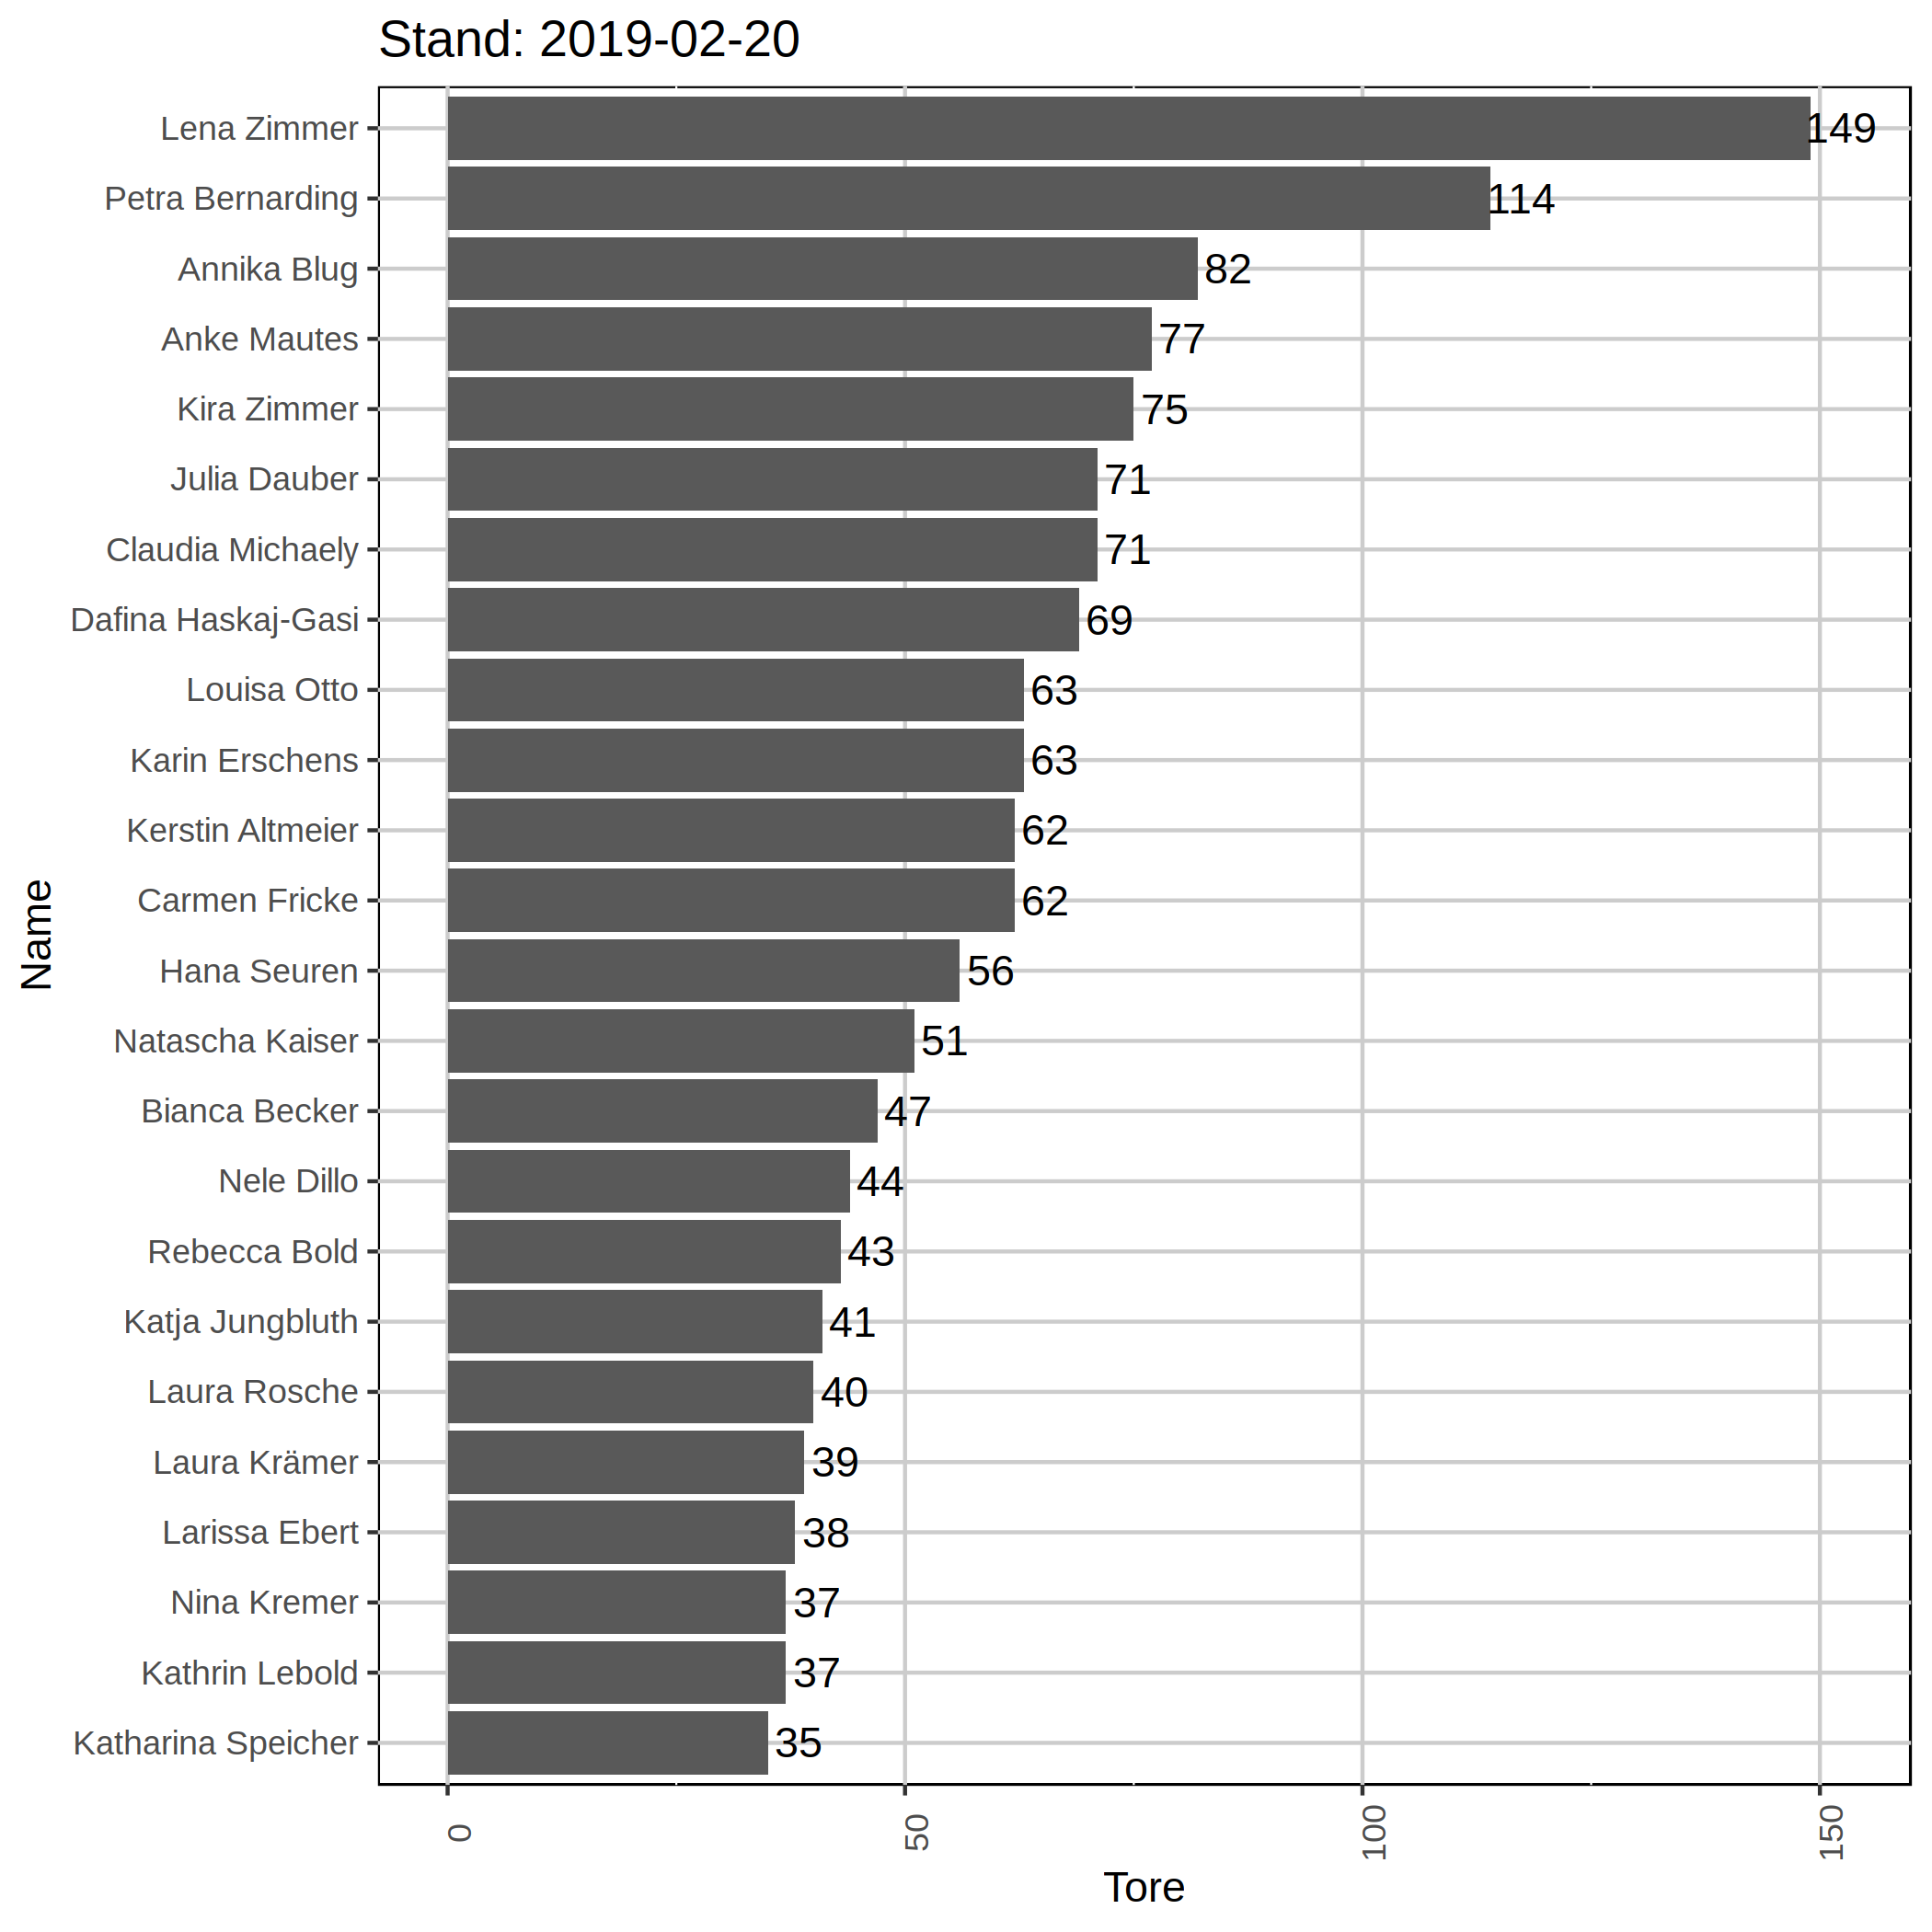 Stand: 2019-02-20
Lena Zimmer 149
Petra Bernarding 114
Annika Blug 82
Anke Mautes 77
Kira Zimmer 75
Julia Dauber 71
Claudia Michaely 71
Dafina Haskaj-Gasi 69
Louisa Otto 63
Karin Erschens 63
Kerstin Altmeier 62
Carmen Fricke 62
Hana Seuren 56
Natascha Kaiser 51
Bianca Becker 47
Nele Dillo 44
Rebecca Bold 43
Katja Jungbluth 41
Laura Rosche 40
Laura Krämer 39
Larissa Ebert 38
Nina Kremer 37
Kathrin Lebold 37
Katharina Speicher 35
Name
0 50 100 150
Tore